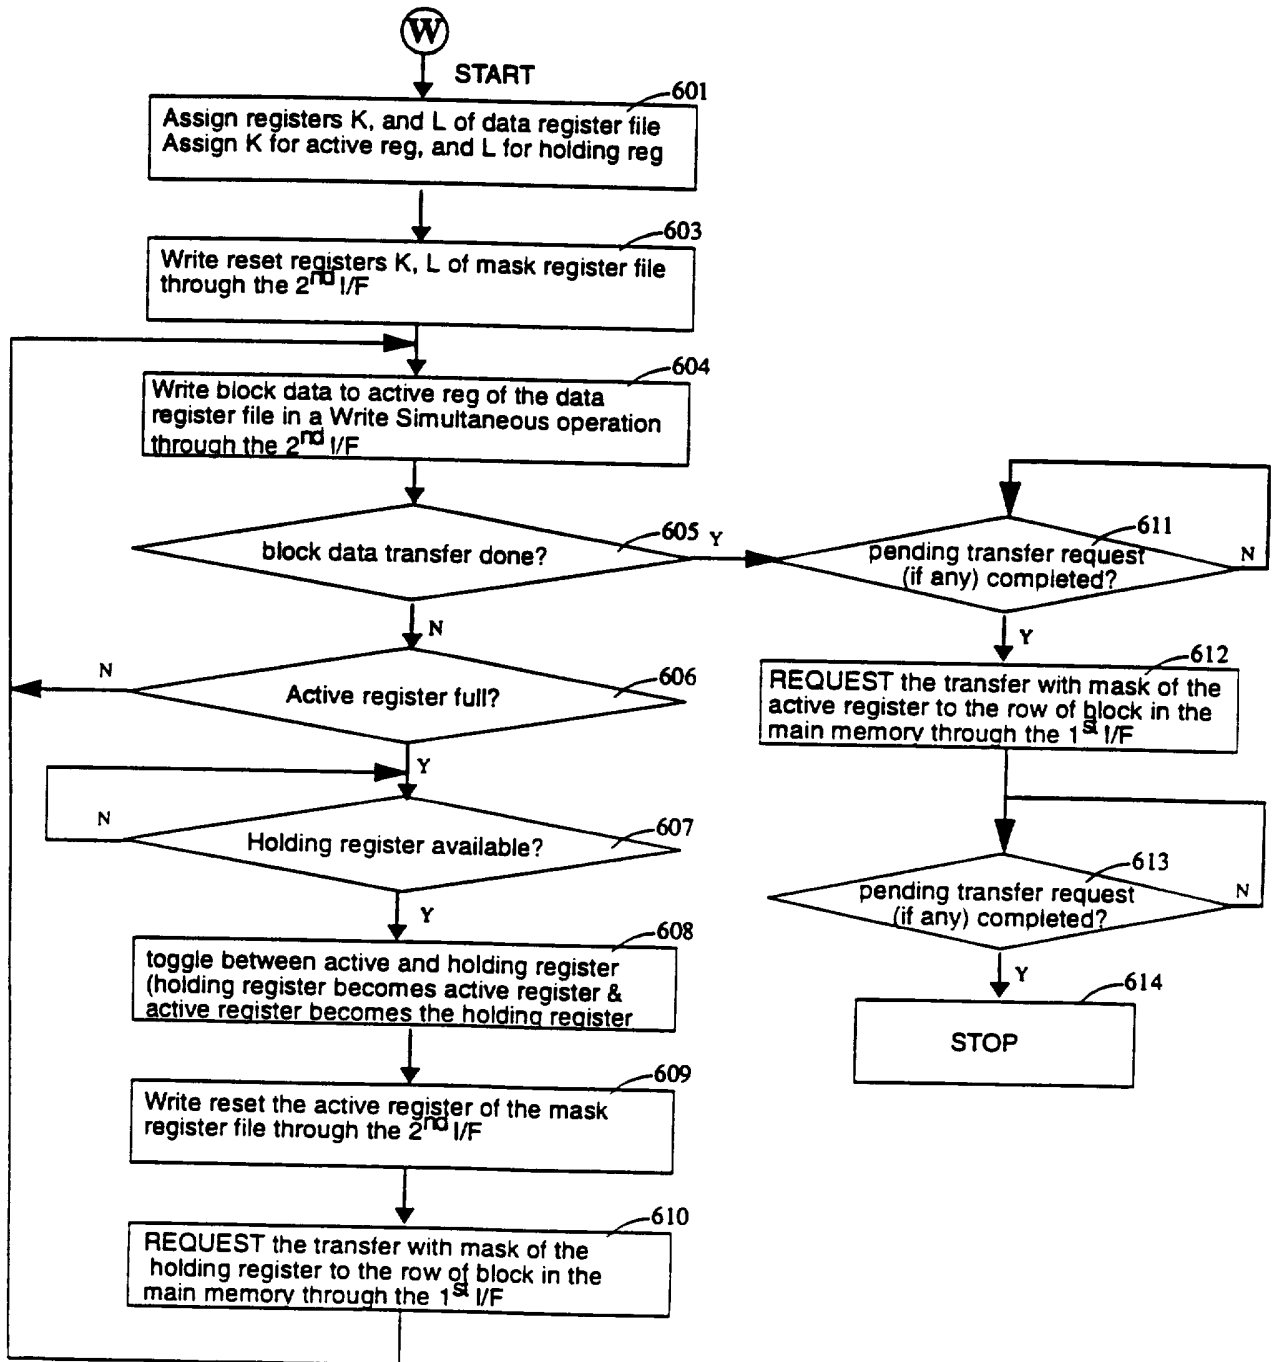 W
START
601
Assign registers K, and L of data register file
Assign K for active reg, and L for holding reg
603
Write reset registers K, L of mask register file
through the 2nd I/F
604
Write block data to active reg of the data
register file in a Write Simultaneous operation
through the 2nd I/F
605
block data transfer done?
Y
N
606
Active register full?
N
Y
607
Holding register available?
N
Y
608
toggle between active and holding register
(holding register becomes active register &
active register becomes the holding register
609
Write reset the active register of the mask
register file through the 2nd I/F
610
REQUEST the transfer with mask of the
holding register to the row of block in the
main memory through the 1st I/F
611
pending transfer request
(if any) completed?
N
Y
612
REQUEST the transfer with mask of the
active register to the row of block in the
main memory through the 1st I/F
613
pending transfer request
(if any) completed?
N
Y
614
STOP